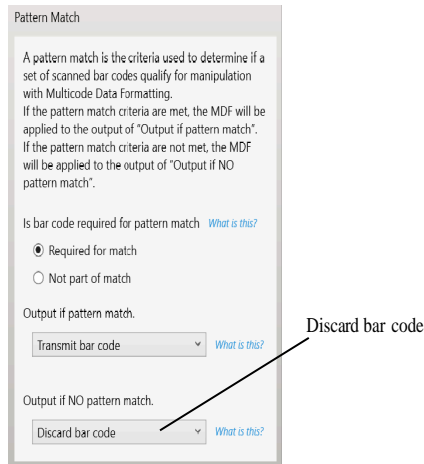 Pattern Match
A pattern match is the criteria used to determine if a
set of scanned bar codes qualify for manipulation
with Multicode Data Formatting.
If the pattern match criteria are met, the MDF will be
applied to the output of "Output if pattern match".
If the pattern match criteria are not met, the MDF
will be applied to the output of "Output if NO
pattern match".
Is bar code required for pattern match What is this?
Required for match
Not part of match
Output if pattern match.
Transmit bar code What is this?
Discard bar code
Output if NO pattern match.
Discard bar code What is this?